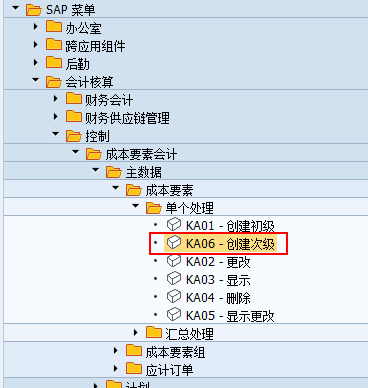 SAP 菜单
办公室
跨应用组件
后勤
会计核算
财务会计
财务供应链管理
控制
成本要素会计
主数据
成本要素
单个处理
KA01 - 创建初级
KA06 - 创建次级
KA02 - 更改
KA03 - 显示
KA04 - 删除
KA05 - 显示更改
汇总处理
成本要素组
应计订单
计划